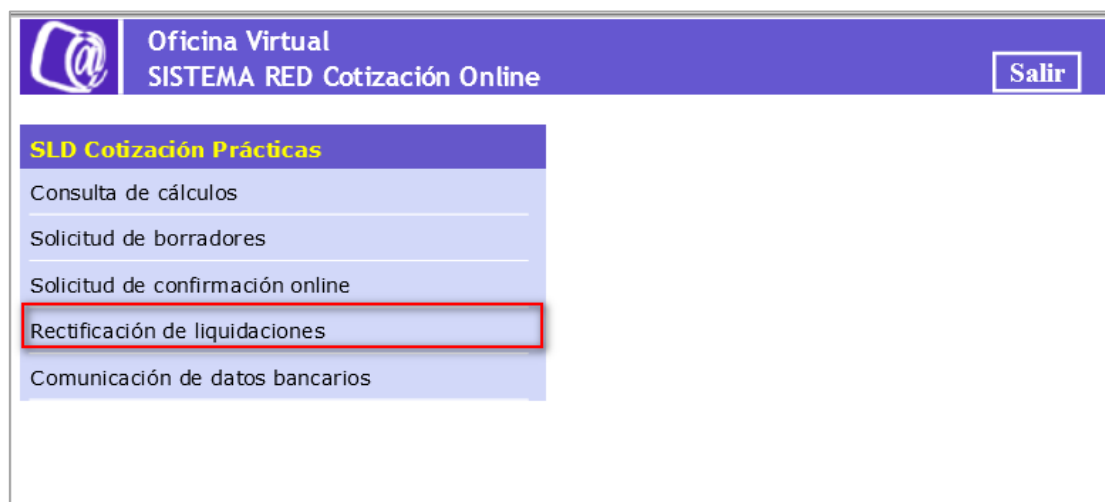 Oficina Virtual
SISTEMA RED Cotización Online
Salir
SLD Cotización Prácticas
Consulta de cálculos
Solicitud de borradores
Solicitud de confirmación online
Rectificación de liquidaciones
Comunicación de datos bancarios